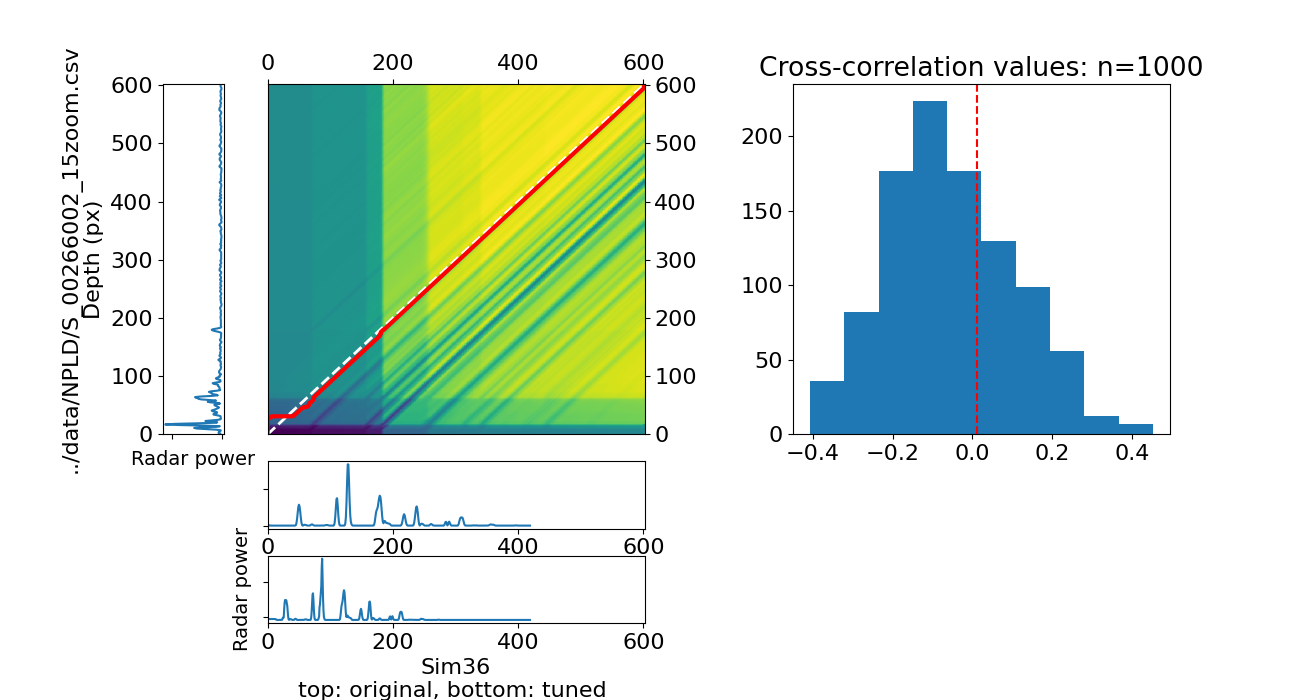 Cross-correlation values: n=1000
0 200 400 600
../data/NPLD/S_00266002_15zoom.csv
Depth (px)
600 600
500 500
400 400
300 300
200 200
100 100
0 0
Radar power
200
150
100
50
0
−0.4 −0.2 0.0 0.2 0.4
0 200 400 600
Radar power
0 200 400 600
Sim36
top: original, bottom: tuned